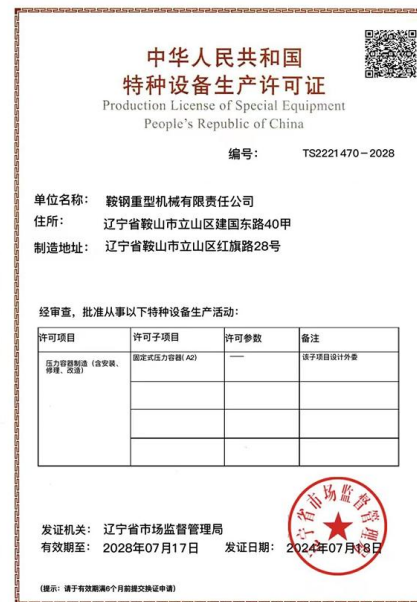 中华人民共和国
特种设备生产许可证
Production License of Special Equipment
People's Republic of China
编号： TS2221470-2028
单位名称： 鞍钢重型机械有限责任公司
住所： 辽宁省鞍山市立山区建国东路40甲
制造地址： 辽宁省鞍山市立山区红旗路28号
经审查，批准从事以下特种设备生产活动：
许可项目 许可子项目 许可参数 备注
压力容器制造（含安装、 固定式压力容器(A2) — 该子项目设计外委
修理、改造）
发证机关： 辽宁省市场监督管理局
有效期至： 2028年07月17日 发证日期： 2024年07月18日
辽宁省市场监督管理局
(提示：请于有效期满6个月前提交换证申请)